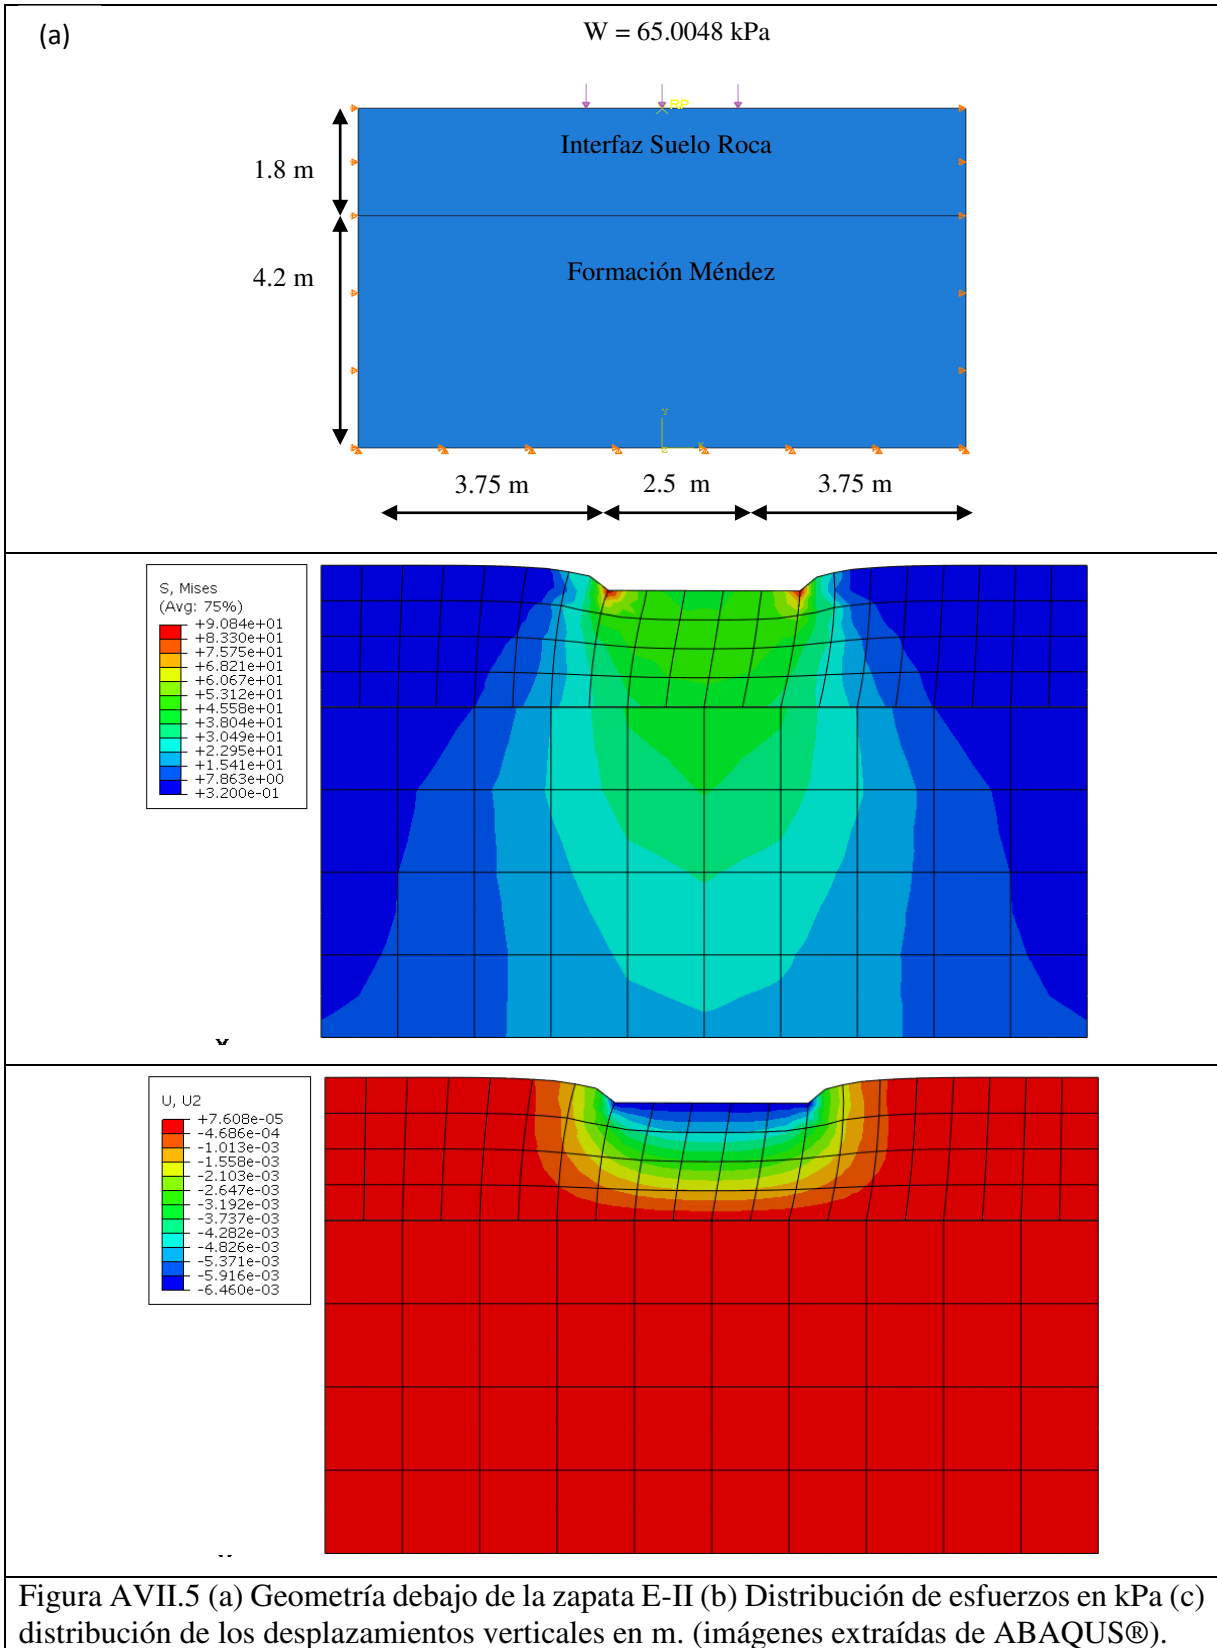 (a)
W = 65.0048 kPa
RP
Interfaz Suelo Roca
1.8 m
Formación Méndez
4.2 m
Y
X
3.75 m
2.5 m
3.75 m
S, Mises
(Avg: 75%)
+9.084e+01
+8.330e+01
+7.575e+01
+6.821e+01
+6.067e+01
+5.312e+01
+4.558e+01
+3.804e+01
+3.049e+01
+2.295e+01
+1.541e+01
+7.863e+00
+3.200e-01
U, U2
+7.608e-05
-4.686e-04
-1.013e-03
-1.558e-03
-2.103e-03
-2.647e-03
-3.192e-03
-3.737e-03
-4.282e-03
-4.826e-03
-5.371e-03
-5.916e-03
-6.460e-03
Figura AVII.5 (a) Geometría debajo de la zapata E-II (b) Distribución de esfuerzos en kPa (c)
distribución de los desplazamientos verticales en m. (imágenes extraídas de ABAQUS®).